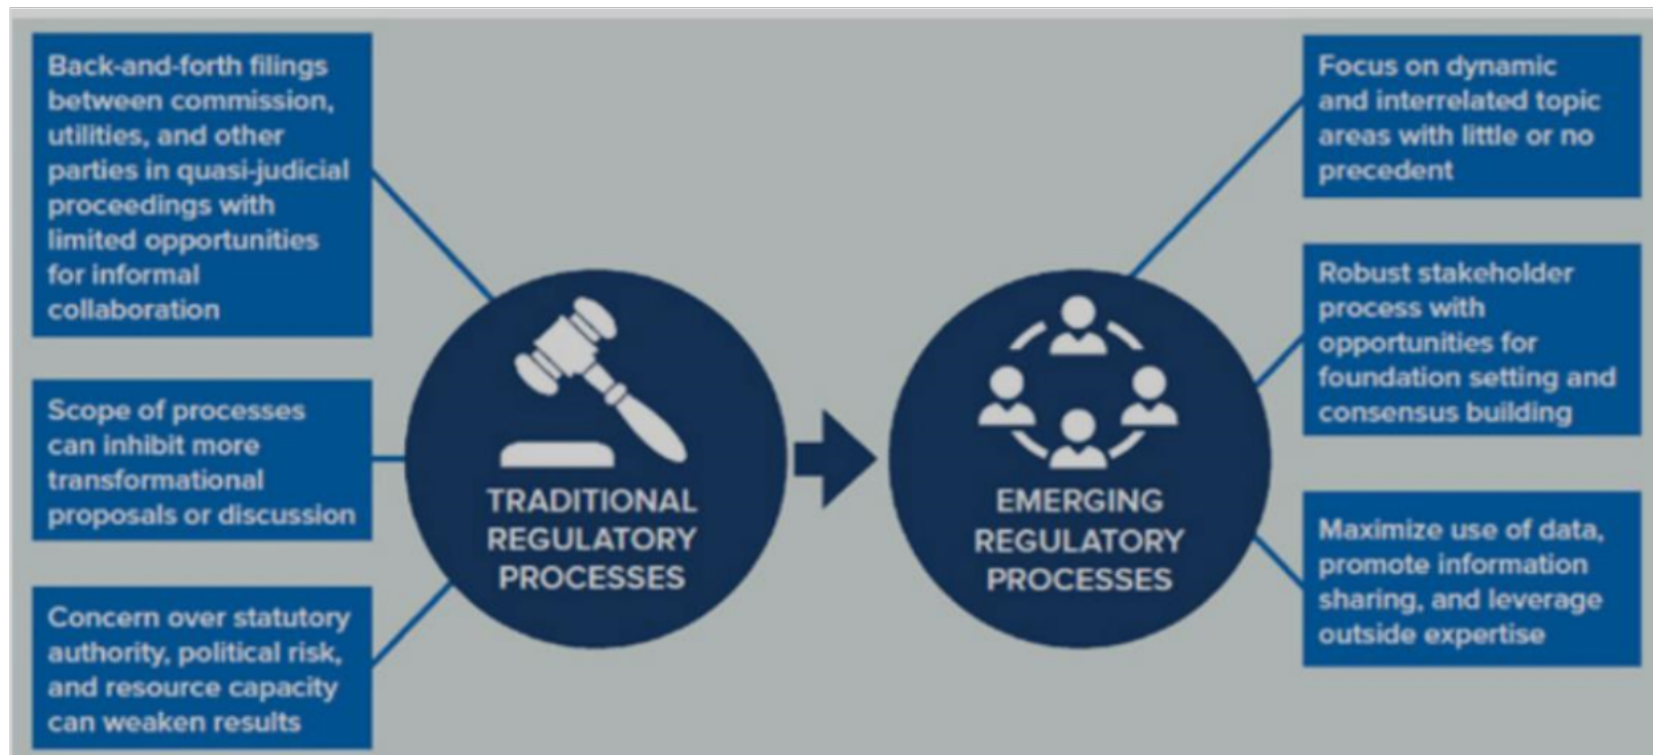 Back-and-forth filings
between commission,
utilities, and other
parties in quasi-judicial
proceedings with
limited opportunities
for informal
collaboration
Scope of processes
can inhibit more
transformational
proposals or discussion
Concern over statutory
authority, political risk,
and resource capacity
can weaken results
TRADITIONAL
REGULATORY
PROCESSES
EMERGING
REGULATORY
PROCESSES
Focus on dynamic
and interrelated topic
areas with little or no
precedent
Robust stakeholder
process with
opportunities for
foundation setting and
consensus building
Maximize use of data,
promote information
sharing, and leverage
outside expertise